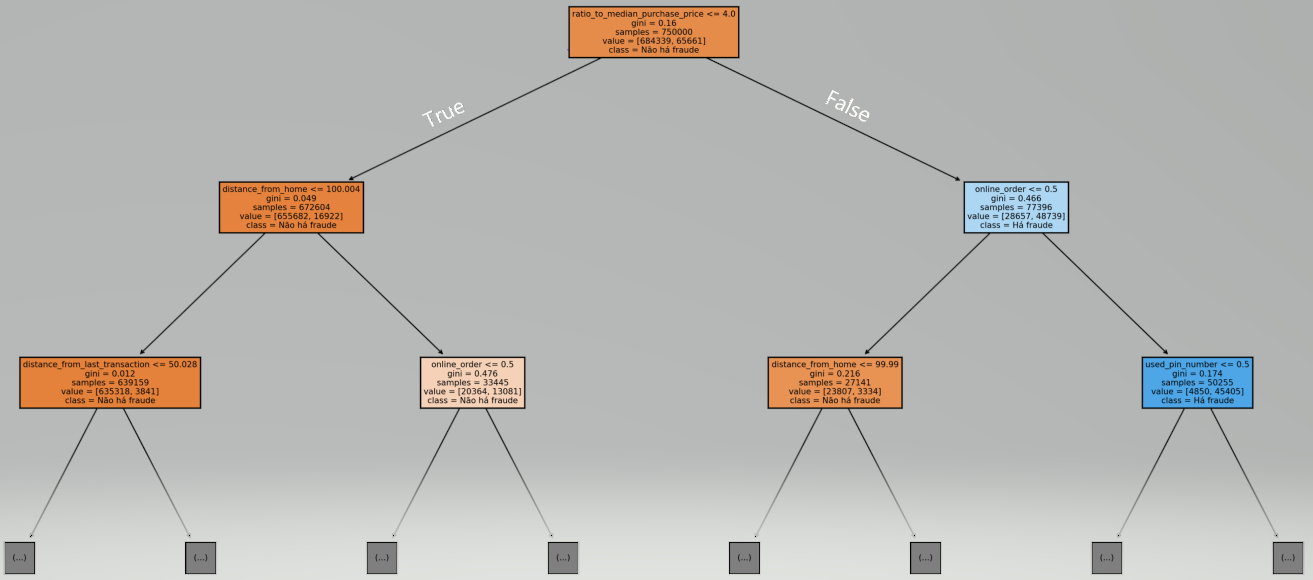 ratio_to_median_purchase_price <= 4.0
gini = 0.16
samples = 750000
value = [684339, 65661]
class = Não há fraude
True
False
distance_from_home <= 100.004
gini = 0.049
samples = 672604
value = [655682, 16922]
class = Não há fraude
online_order <= 0.5
gini = 0.466
samples = 77396
value = [28657, 48739]
class = Há fraude
distance_from_last_transaction <= 50.028
gini = 0.012
samples = 639159
value = [635318, 3841]
class = Não há fraude
online_order <= 0.5
gini = 0.476
samples = 33445
value = [20364, 13081]
class = Não há fraude
distance_from_home <= 99.99
gini = 0.216
samples = 27141
value = [23807, 3334]
class = Não há fraude
used_pin_number <= 0.5
gini = 0.174
samples = 50255
value = [4850, 45405]
class = Há fraude
(...)
(...)
(...)
(...)
(...)
(...)
(...)
(...)